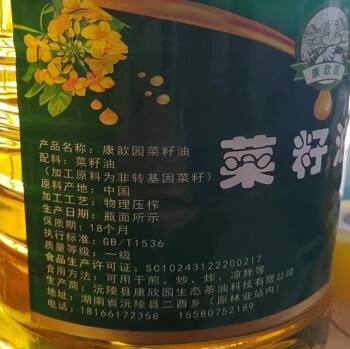 康歆园
菜籽油
产品名称：康歆园菜籽油
配料：菜籽油
（加工原料为非转基因菜籽）
原料产地：中国
加工工艺：物理压榨
生产日期：瓶面所示
保质期：18个月
执行标准：GB/T1536
质量等级：一级
食品生产许可证：SC10243122200217
食用方法：可用于煎、炒、炸、凉拌等
生产商：沅陵县康欣园生态茶油科技有限公司
地址：湖南省沅陵县二酉乡（原林业站内）
电话：18166172358 15580752189